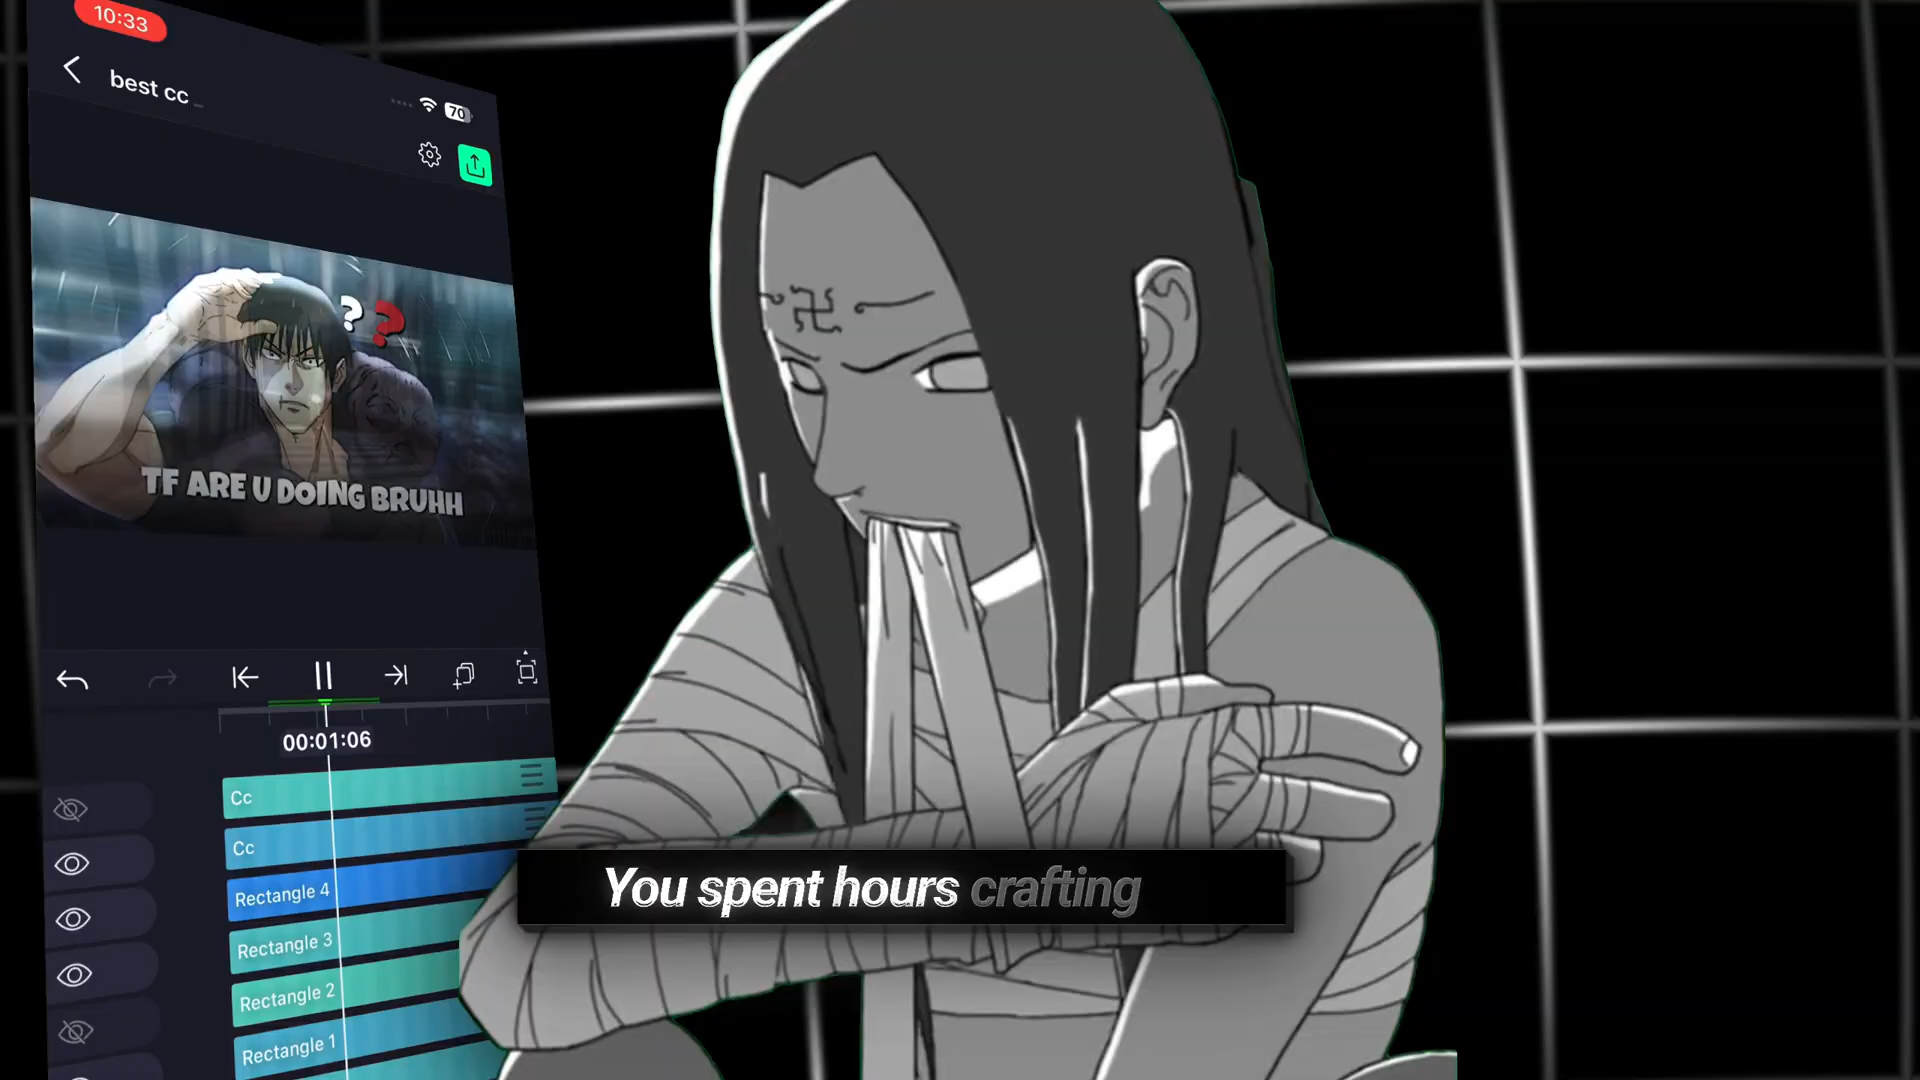 10:33
best cc
70
??
TF ARE U DOING BRUHH
00:01:06
Cc
Cc
Rectangle 4
Rectangle 3
Rectangle 2
Rectangle 1
You spent hours crafting